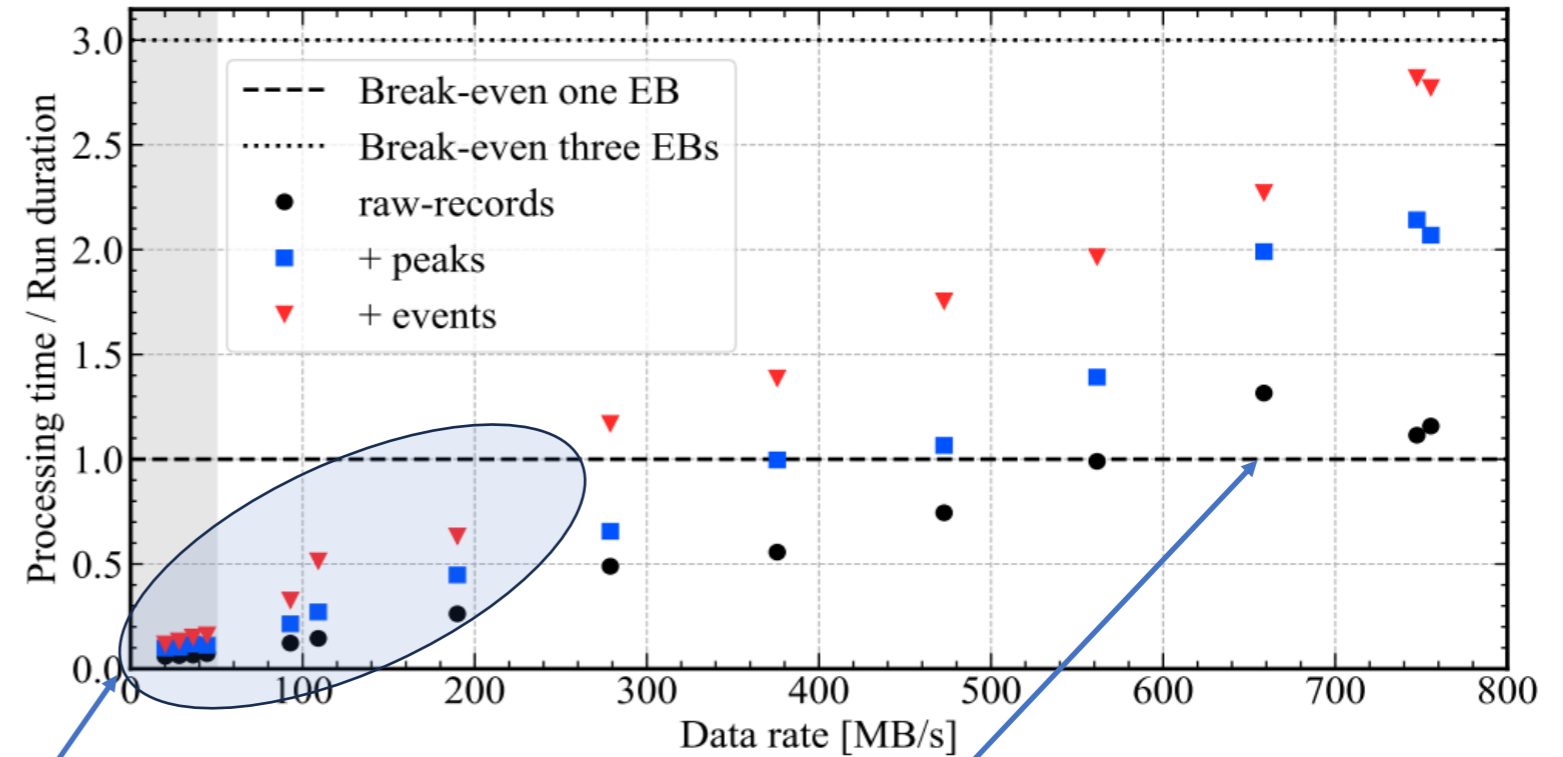 Processing time / Run duration
3.0
2.5
2.0
1.5
1.0
0.5
0.0
Break-even one EB
Break-even three EBs
raw-records
+ peaks
+ events
0 100 200 300 400 500 600 700 800
Data rate [MB/s]